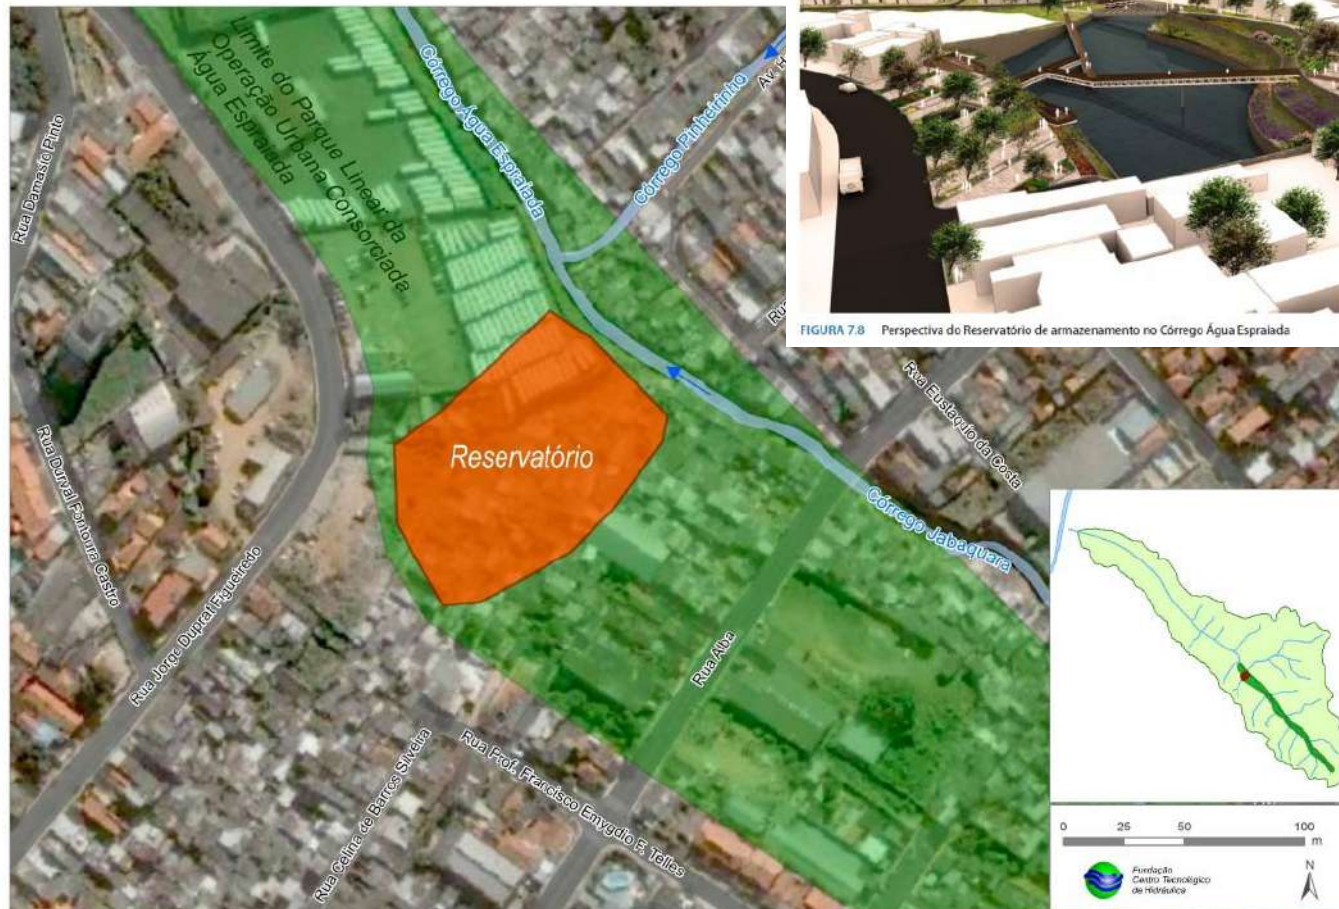 Limite do Parque Linear da
Operação Urbana Consorciada
Água Espraiada
Córrego Água Espraiada
Córrego Pinheirinho
Av. H
Rua Damasio Pinto
FIGURA 7.8 Perspectiva do Reservatório de armazenamento no Córrego Água Espraiada
Rua Eustaquio da Costa
Reservatório
Rua Durval Fontoura Castro
Córrego Jabaquara
Rua Jorge Duprat Figueiredo
Rua Alba
Rua Celina de Barros Silveira
Rua Prof. Francisco Emygdio F. Telles
0 25 50 100
m
Fundação
Centro Tecnológico
de Hidráulica
N